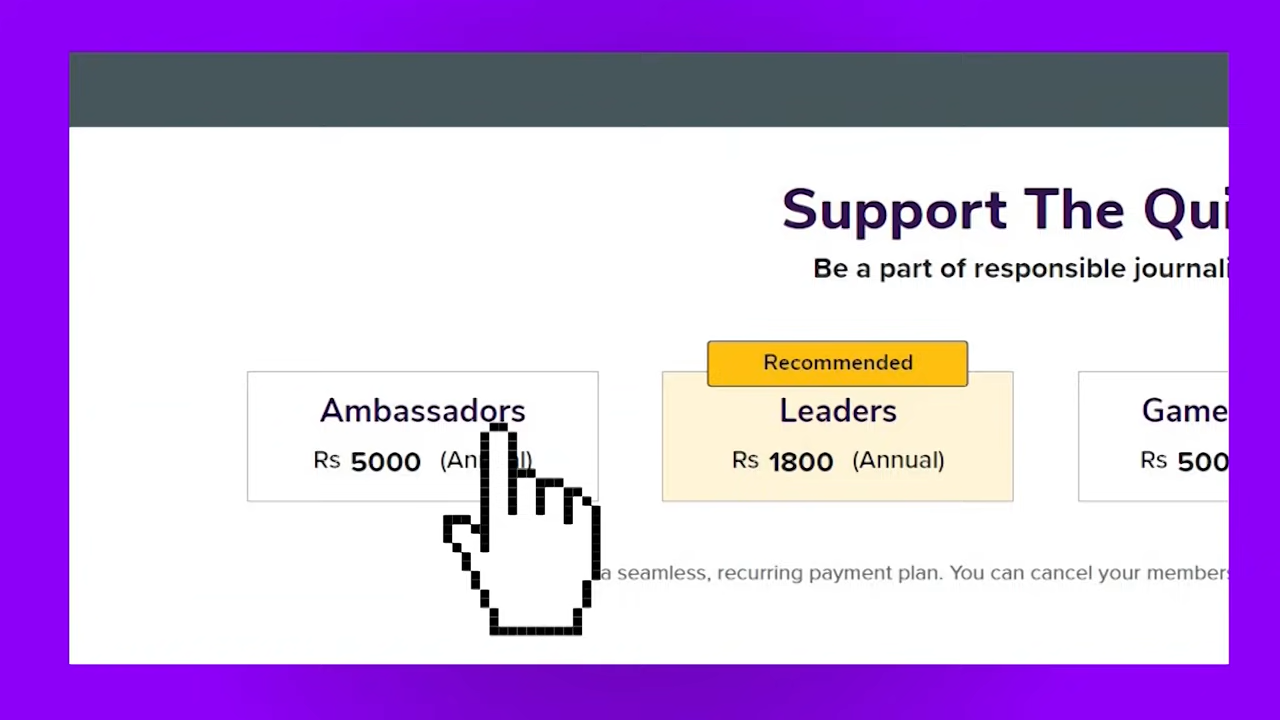 Support The Qui
Be a part of responsible journali
Recommended
Ambassadors
Rs 5000 (An l)
Leaders
Rs 1800 (Annual)
Game
Rs 500
a seamless, recurring payment plan. You can cancel your members